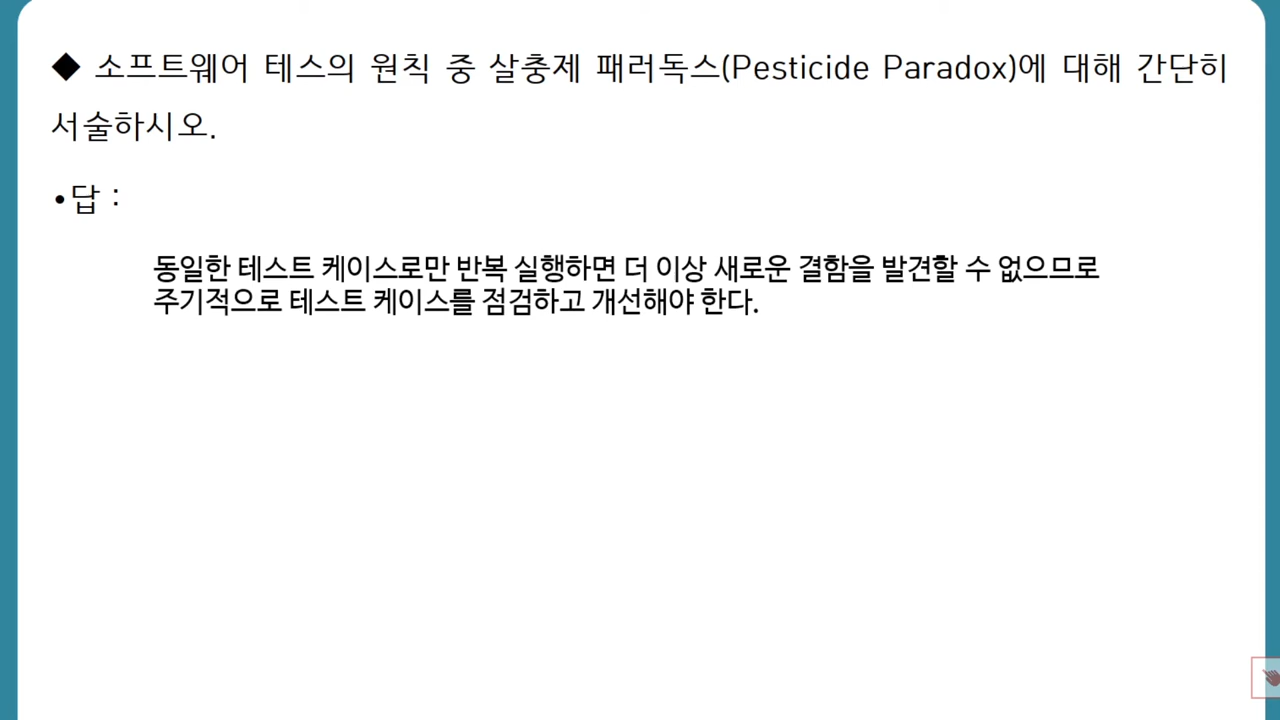 ◆ 소프트웨어 테스의 원칙 중 살충제 패러독스(Pesticide Paradox)에 대해 간단히
서술하시오.
•답 :
동일한 테스트 케이스로만 반복 실행하면 더 이상 새로운 결함을 발견할 수 없으므로
주기적으로 테스트 케이스를 점검하고 개선해야 한다.